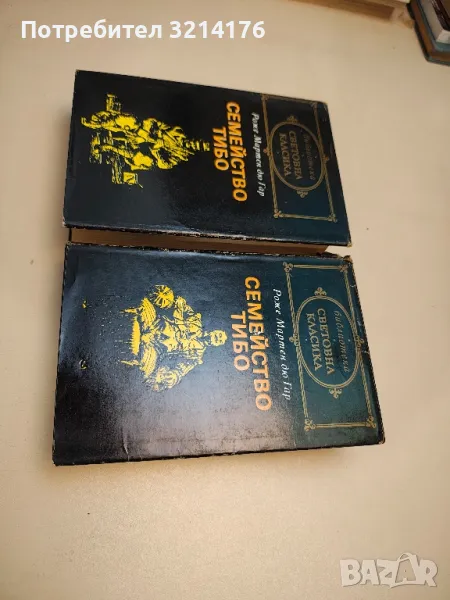 Потребител 3214176
библиотека
СВЕТОВНА
КЛАСИКА
Роже Мартен дю Гар
СЕМЕЙСТВО
ТИБО
библиотека
СВЕТОВНА
КЛАСИКА
Роже Мартен дю Гар
СЕМЕЙСТВО
ТИБО
BAZAR